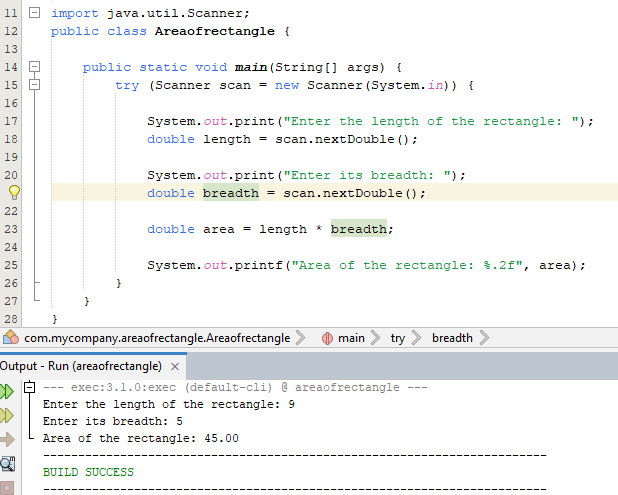 11 import java.util.Scanner;
12 public class Areaofrectangle {
13
14 public static void main(String[] args) {
15 try (Scanner scan = new Scanner(System.in)) {
16
17 System.out.print("Enter the length of the rectangle: ");
18 double length = scan.nextDouble();
19
20 System.out.print("Enter its breadth: ");
double breadth = scan.nextDouble();
22
23 double area = length * breadth;
24
25 System.out.printf("Area of the rectangle: %.2f", area);
26 }
27 }
28 }
com.mycompany.areaofrectangle.Areaofrectangle main try breadth
Output - Run (areaofrectangle) ×
--- exec:3.1.0:exec (default-cli) @ areaofrectangle ---
Enter the length of the rectangle: 9
Enter its breadth: 5
Area of the rectangle: 45.00
------------------------------------------------------------------------
BUILD SUCCESS
------------------------------------------------------------------------